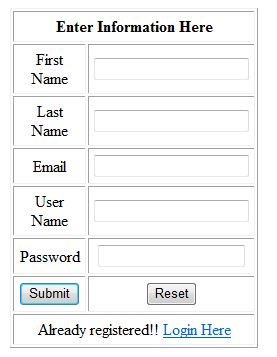 Enter Information Here
First
Name
Last
Name
Email
User
Name
Password
Submit Reset
Already registered!! Login Here